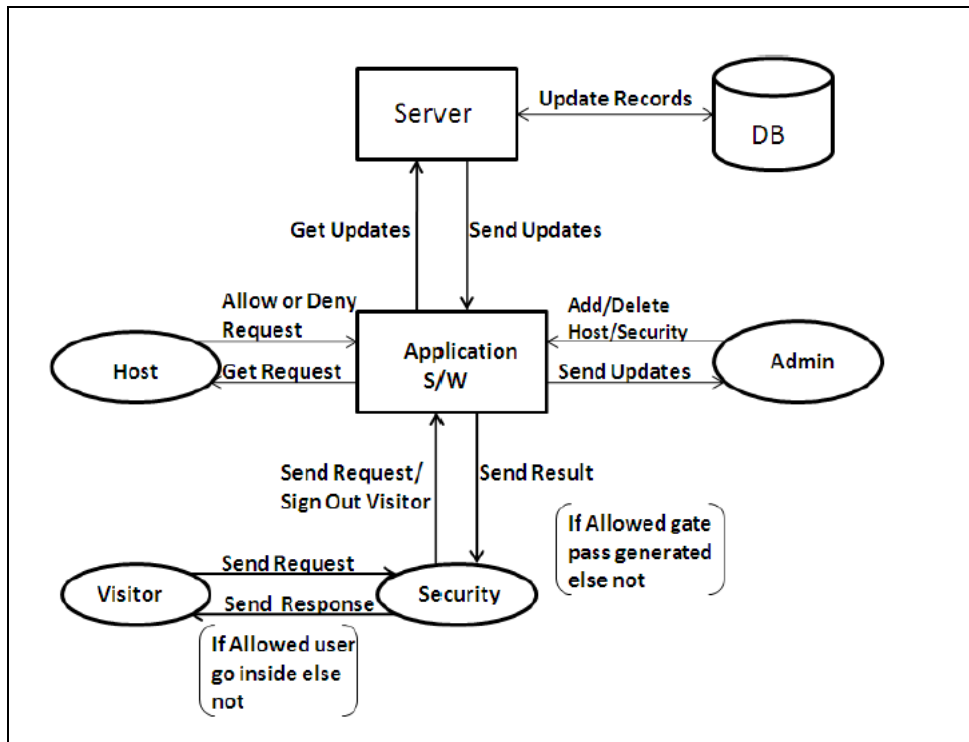 Server
Update Records
DB
Get Updates
Send Updates
Allow or Deny
Request
Add/Delete
Host/Security
Host
Get Request
Application
S/W
Send Updates
Admin
Send Request/
Sign Out Visitor
Send Result
If Allowed gate
pass generated
else not
Visitor
Send Request
Send Response
Security
If Allowed user
go inside else
not